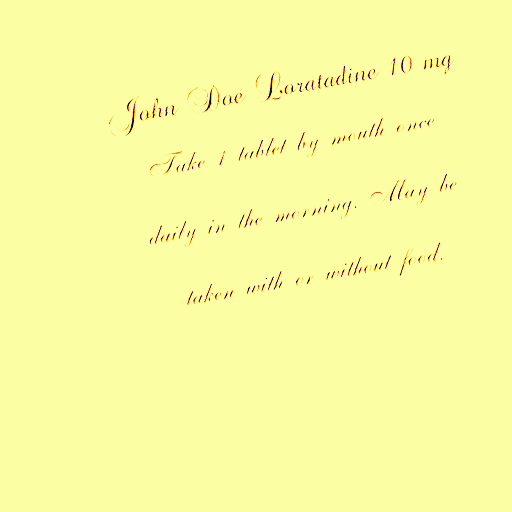 John Doe Loratadine 10 mg
Take 1 tablet by mouth once
daily in the morning. May be
taken with or without food.